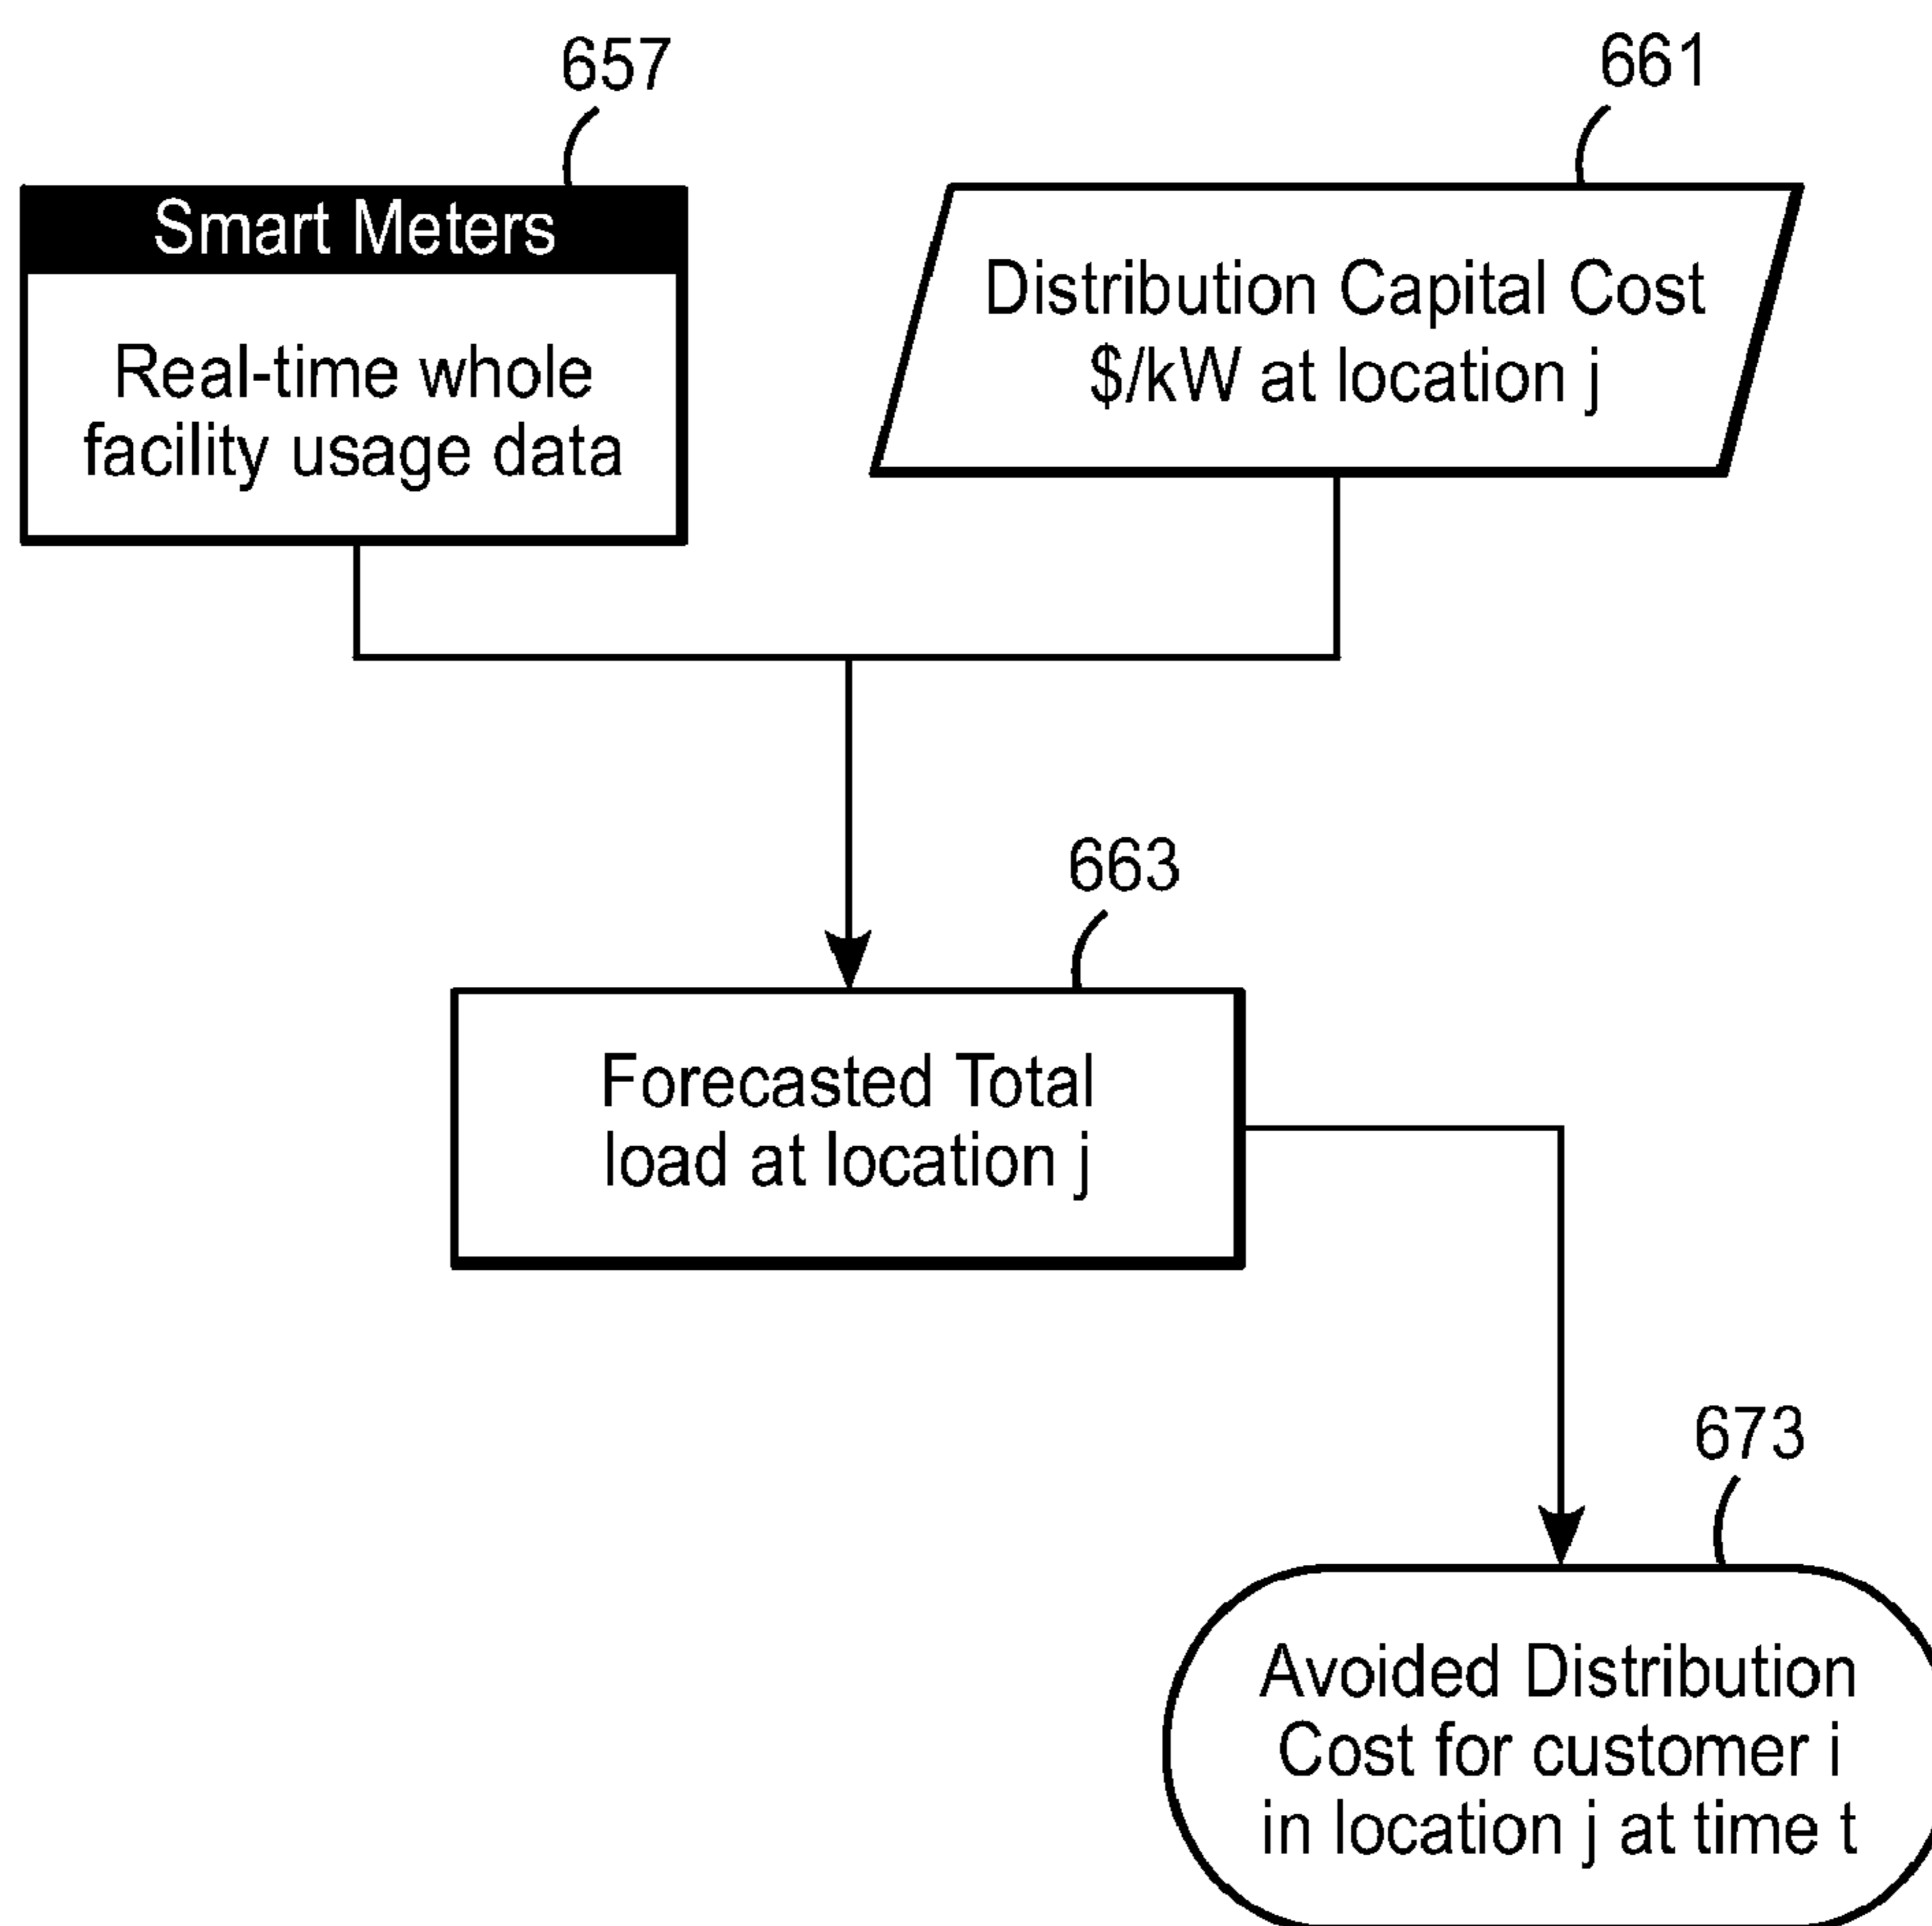 657
661
Smart Meters
Real-time whole
facility usage data
Distribution Capital Cost
$/kW at location j
663
Forecasted Total
load at location j
673
Avoided Distribution
Cost for customer i
in location j at time t